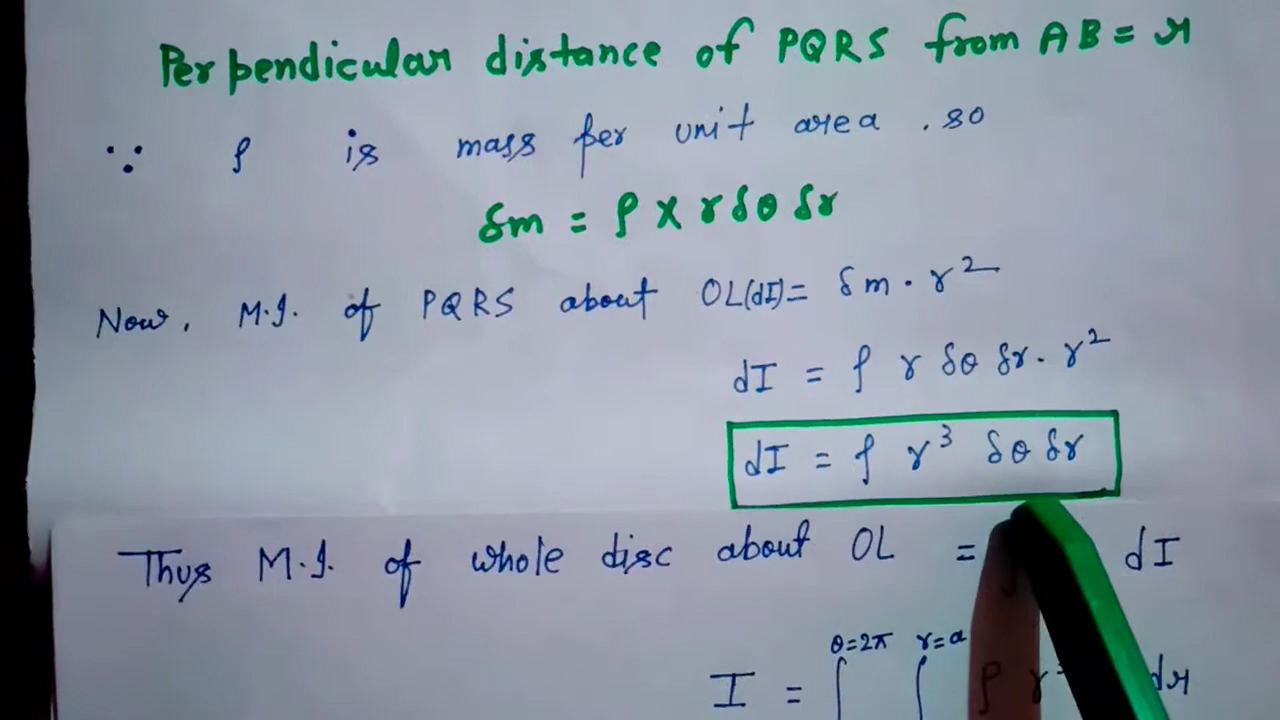 Perpendicular distance of PQRS from AB = r
∵ ρ is mass per unit area . so
δm = ρ × r δθ δr
Now, M.I. of PQRS about OL(dI) = δm . r²
dI = ρ r δθ δr . r²
dI = ρ r³ δθ δr
Thus M.I. of whole disc about OL = dI
θ=2π r=a
I = ∫ ∫ ρ r³ dr